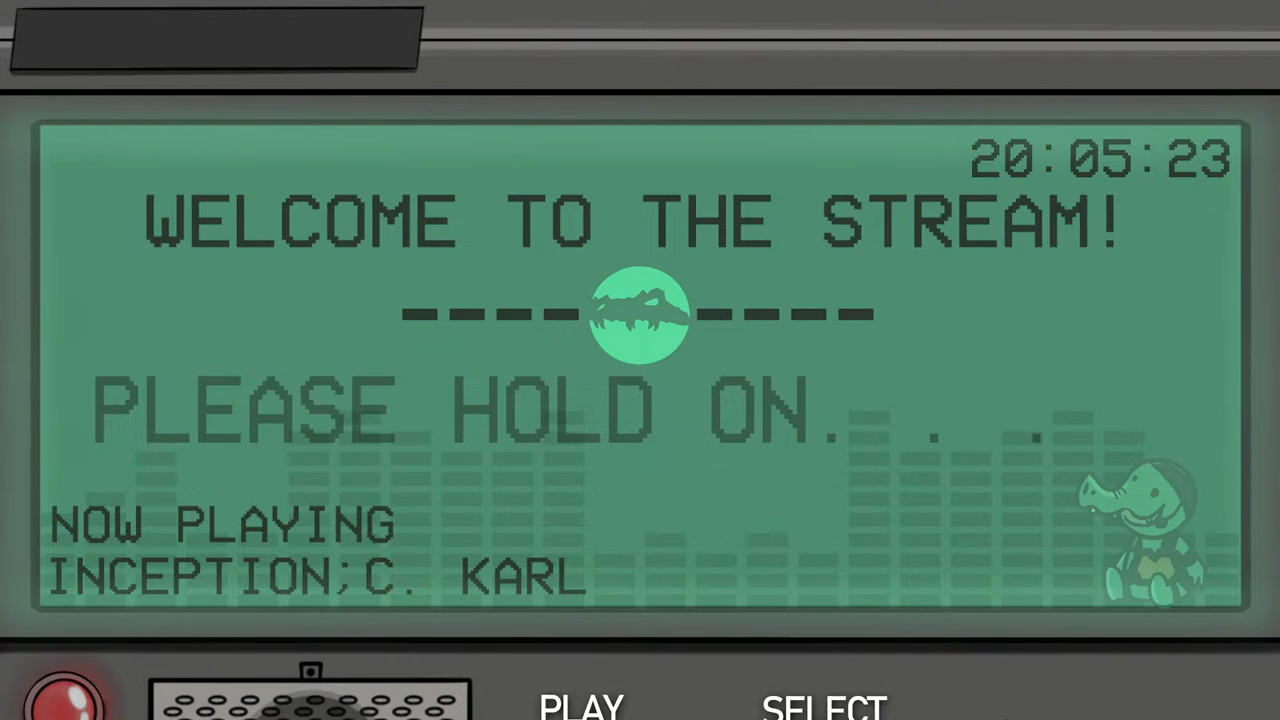 20:05:23
WELCOME TO THE STREAM!
PLEASE HOLD ON. . .
NOW PLAYING
INCEPTION;C. KARL
PLAY SELECT